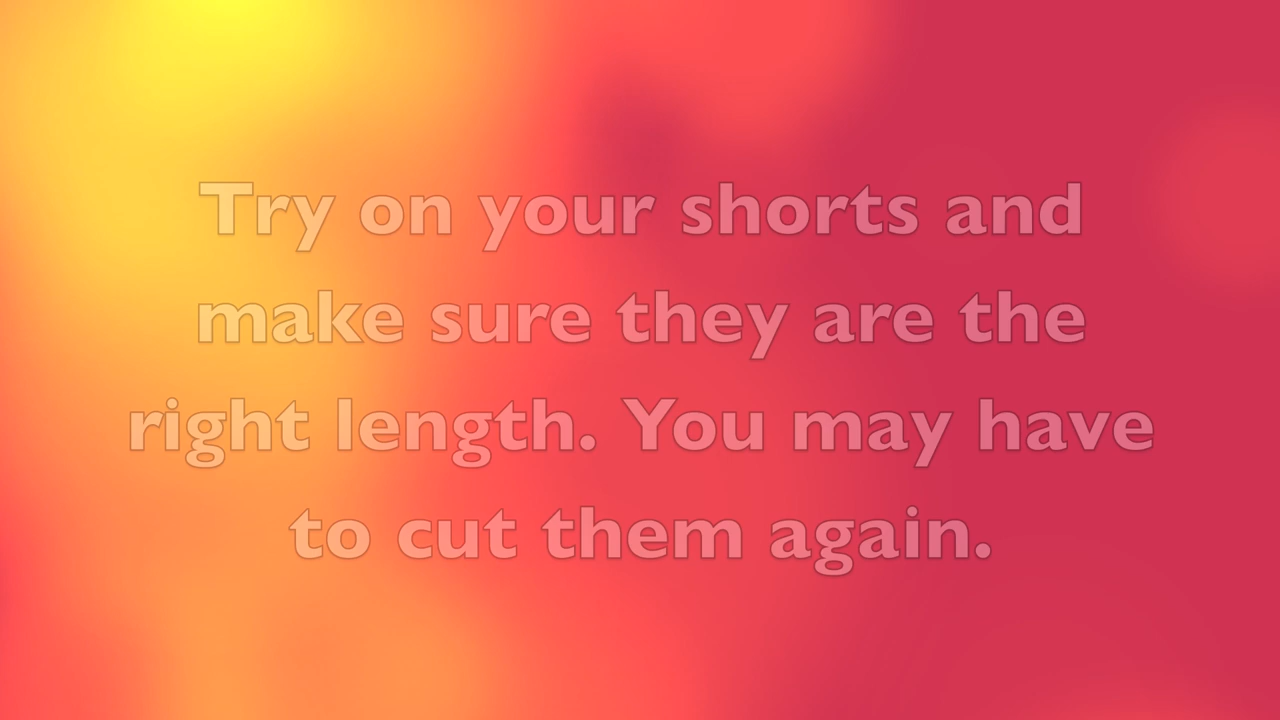 Try on your shorts and
make sure they are the
right length. You may have
to cut them again.